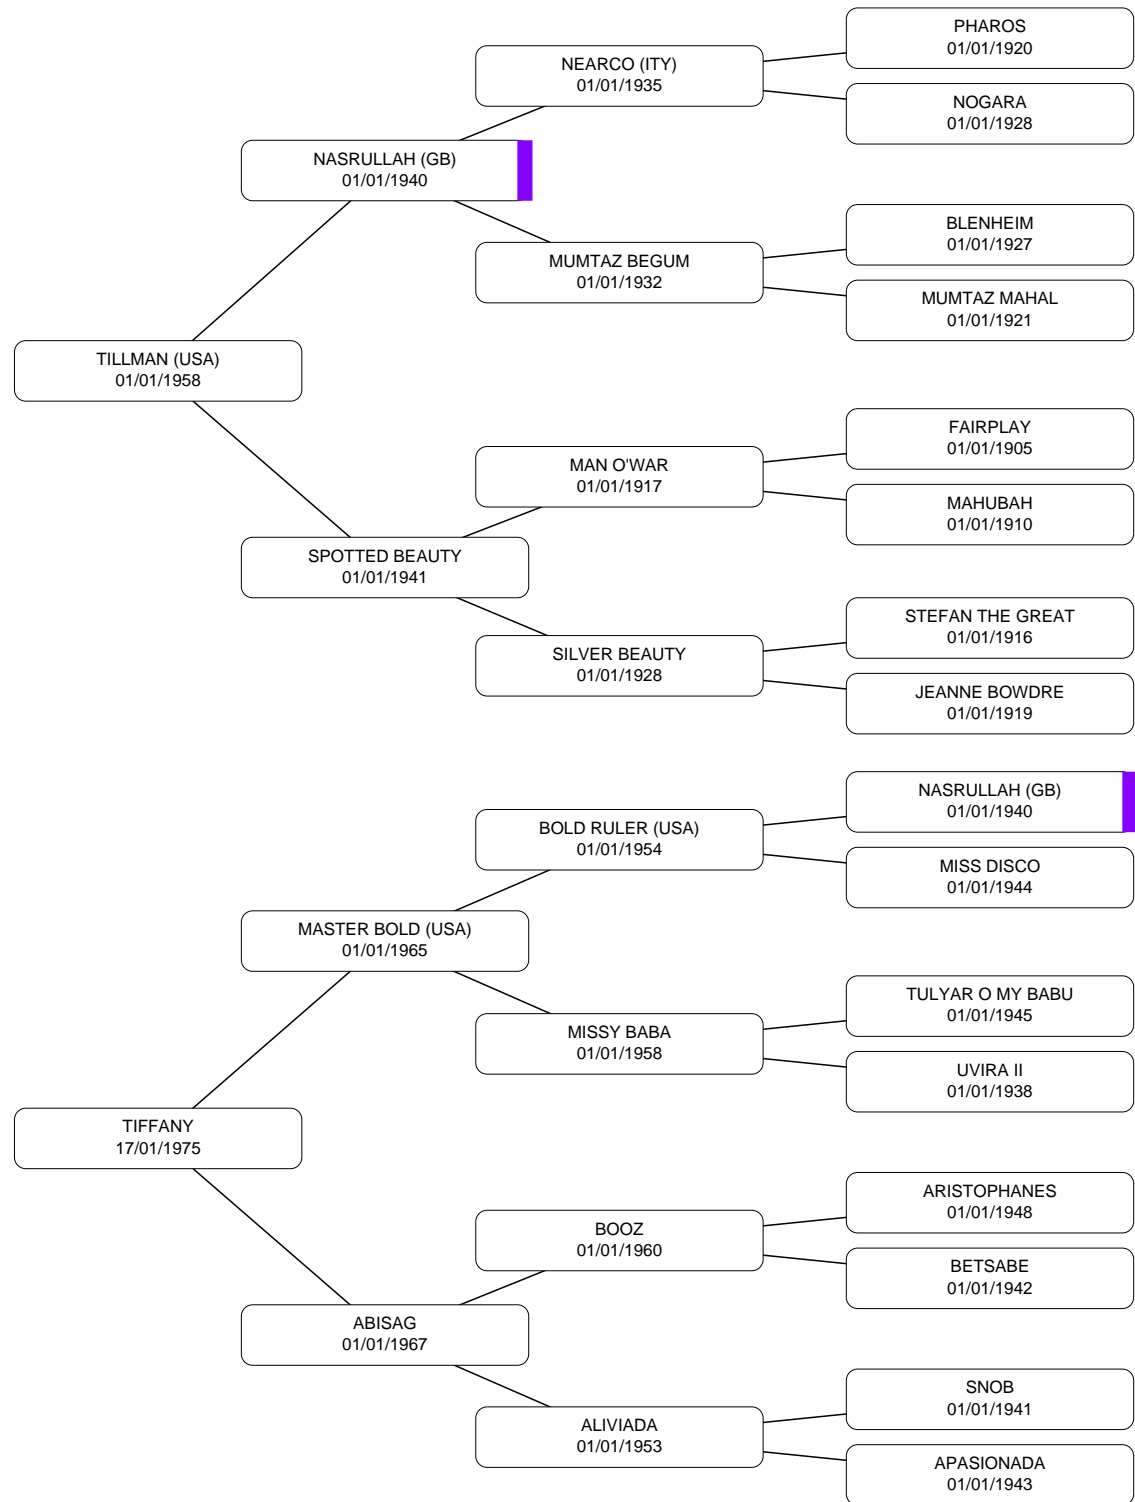 PHAROS
01/01/1920
NEARCO (ITY)
01/01/1935
NOGARA
01/01/1928
NASRULLAH (GB)
01/01/1940
BLENHEIM
01/01/1927
MUMTAZ BEGUM
01/01/1932
MUMTAZ MAHAL
01/01/1921
TILLMAN (USA)
01/01/1958
FAIRPLAY
01/01/1905
MAN O'WAR
01/01/1917
MAHUBAH
01/01/1910
SPOTTED BEAUTY
01/01/1941
STEFAN THE GREAT
01/01/1916
SILVER BEAUTY
01/01/1928
JEANNE BOWDRE
01/01/1919
NASRULLAH (GB)
01/01/1940
BOLD RULER (USA)
01/01/1954
MISS DISCO
01/01/1944
MASTER BOLD (USA)
01/01/1965
TULYAR O MY BABU
01/01/1945
MISSY BABA
01/01/1958
UVIRA II
01/01/1938
TIFFANY
17/01/1975
ARISTOPHANES
01/01/1948
BOOZ
01/01/1960
BETSABE
01/01/1942
ABISAG
01/01/1967
SNOB
01/01/1941
ALIVIADA
01/01/1953
APASIONADA
01/01/1943